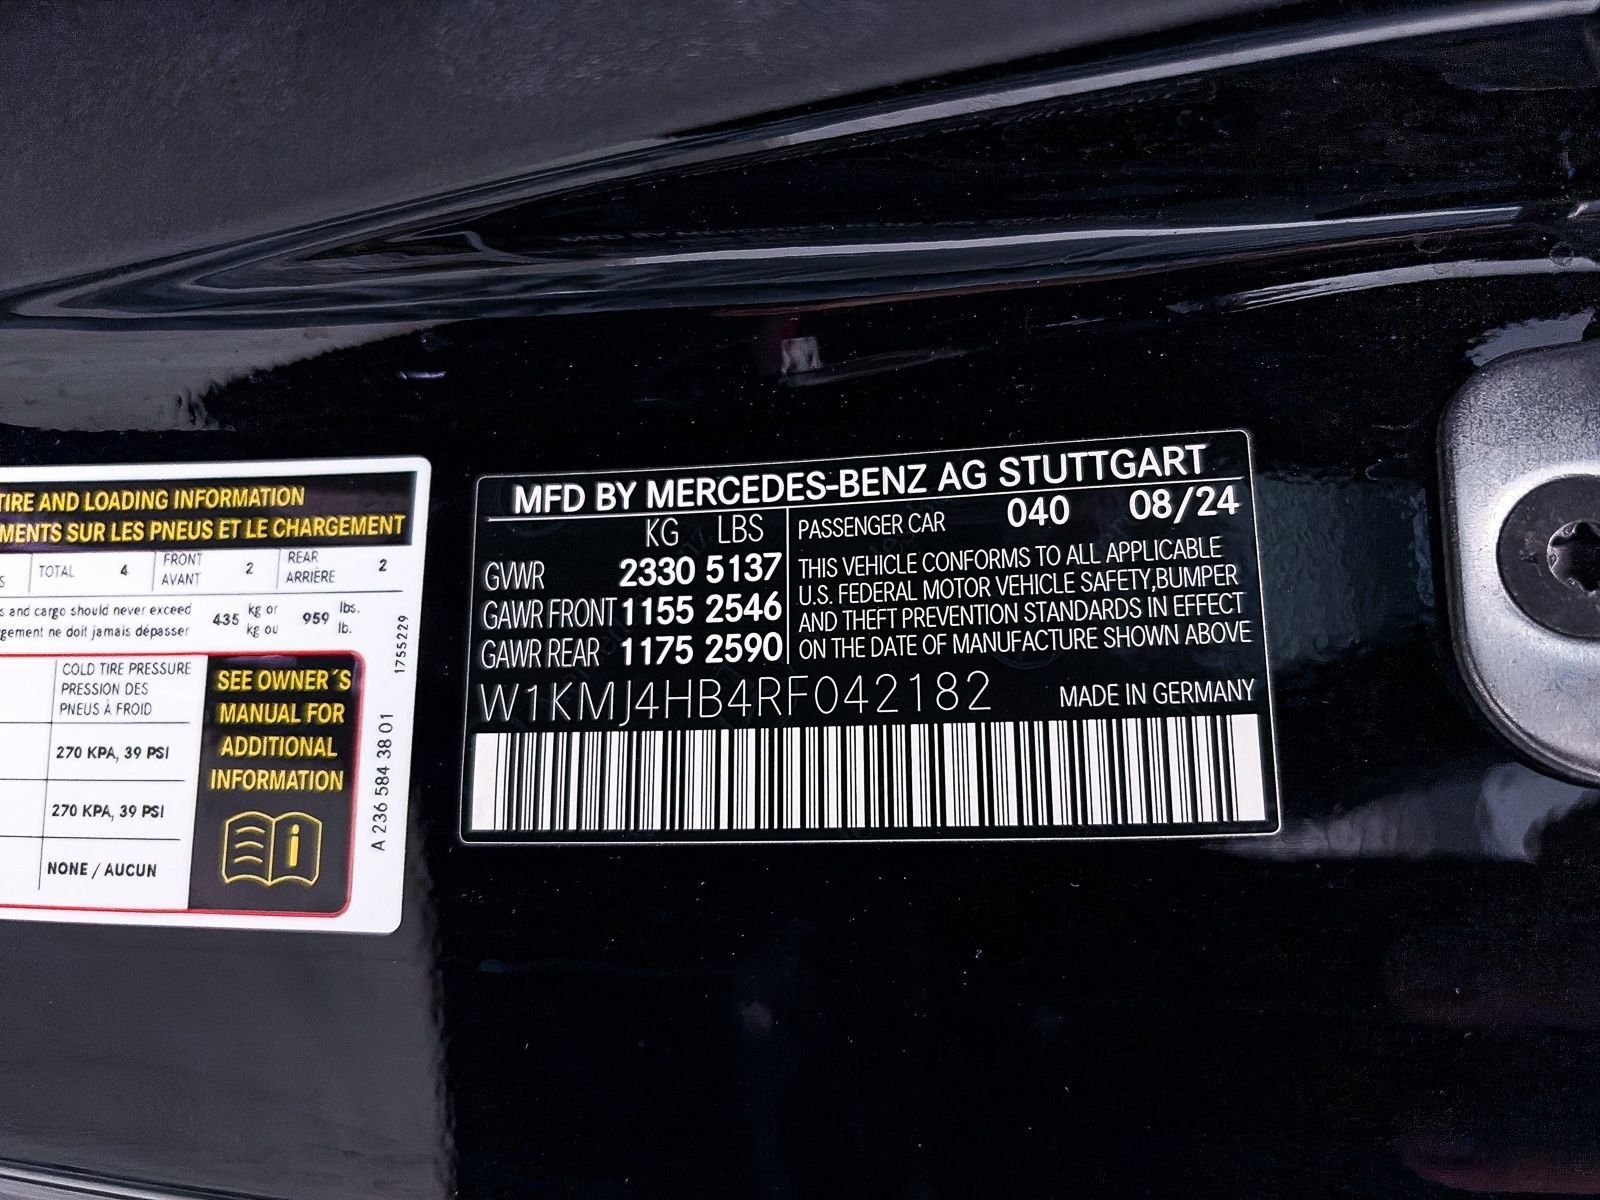 TIRE AND LOADING INFORMATION
MENTS SUR LES PNEUS ET LE CHARGEMENT
S TOTAL 4 FRONT AVANT 2 REAR ARRIÈRE 2
s and cargo should never exceed 435 kg or 959 lbs.
gement ne doit jamais dépasser kg ou lb.
COLD TIRE PRESSURE
PRESSION DES
PNEUS À FROID
270 KPA, 39 PSI
270 KPA, 39 PSI
NONE / AUCUN
SEE OWNER´S
MANUAL FOR
ADDITIONAL
INFORMATION
i
1755229
A 236 584 38 01
MFD BY MERCEDES-BENZ AG STUTTGART
KG LBS
GVWR 2330 5137
GAWR FRONT 1155 2546
GAWR REAR 1175 2590
PASSENGER CAR 040 08/24
THIS VEHICLE CONFORMS TO ALL APPLICABLE
U.S. FEDERAL MOTOR VEHICLE SAFETY,BUMPER
AND THEFT PREVENTION STANDARDS IN EFFECT
ON THE DATE OF MANUFACTURE SHOWN ABOVE
W1KMJ4HB4RF042182 MADE IN GERMANY